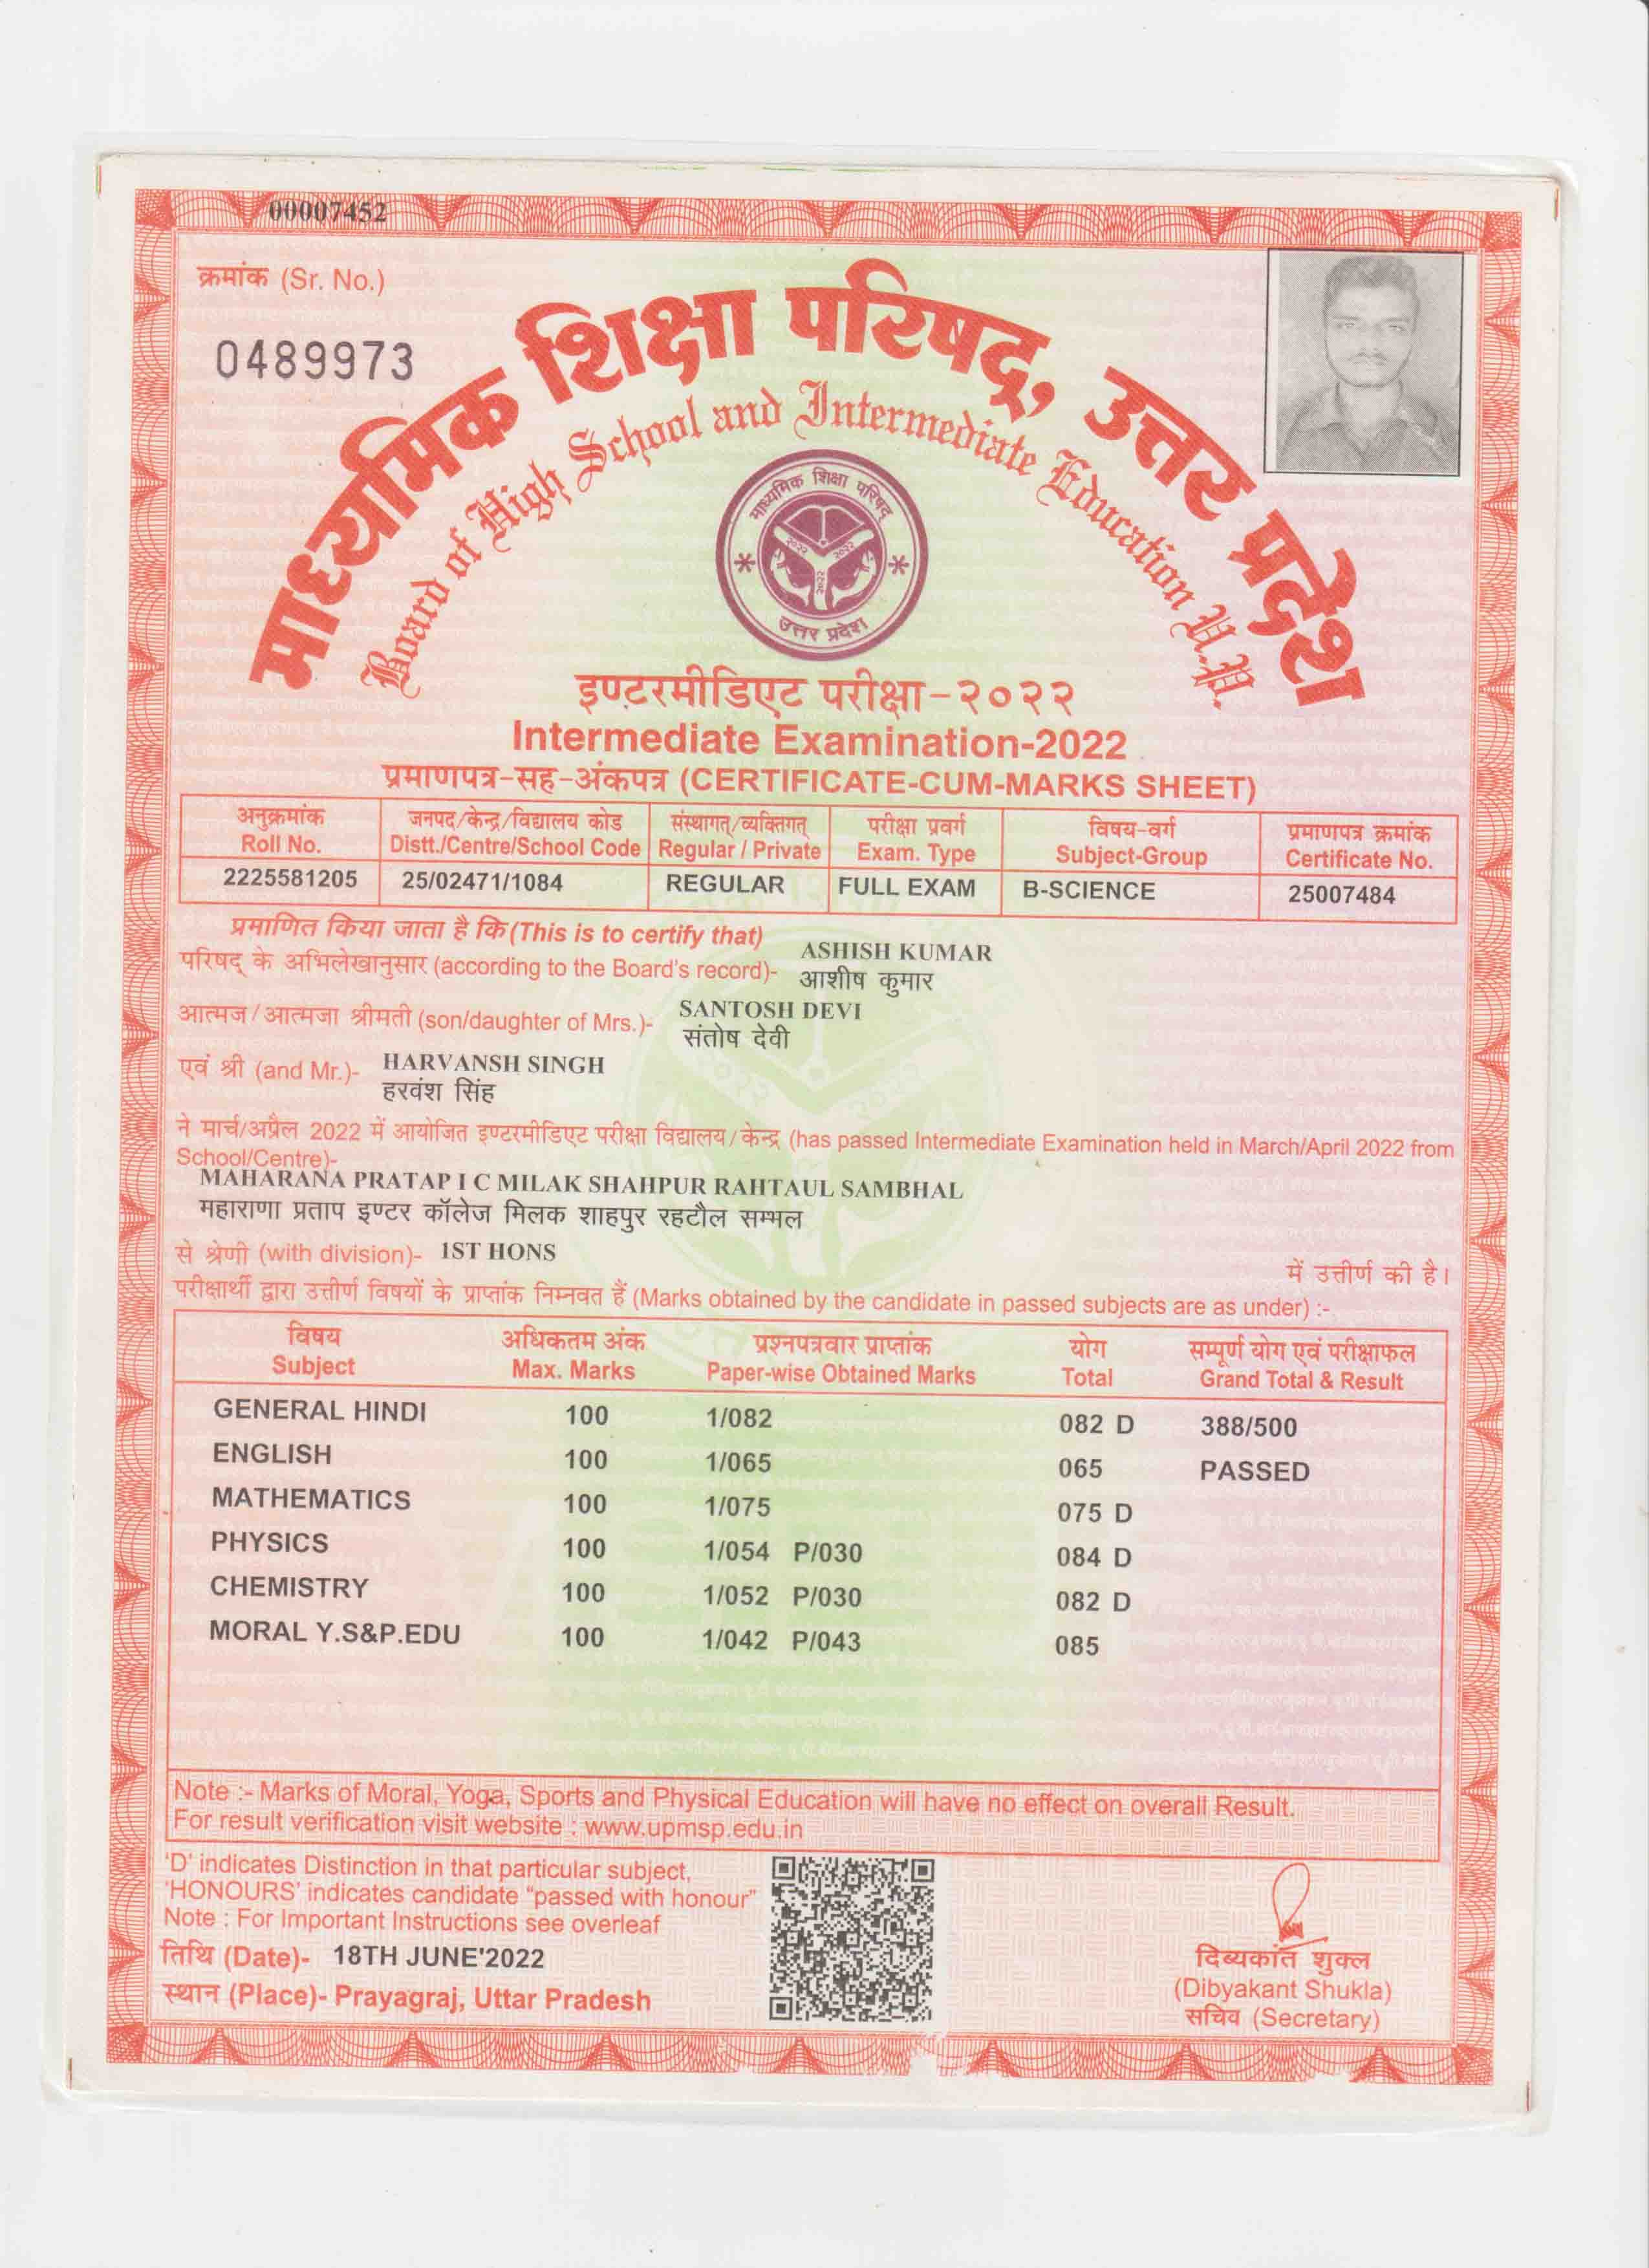 00007452
क्रमांक (Sr. No.)
0489973
माध्यमिक शिक्षा परिषद्, उत्तर प्रदेश
Board of High School and Intermediate Education U.P.
माध्यमिक शिक्षा परिषद्
२०२२ २०२२
२०२२
उत्तर प्रदेश
इण्टरमीडिएट परीक्षा-२०२२
Intermediate Examination-2022
प्रमाणपत्र-सह-अंकपत्र (CERTIFICATE-CUM-MARKS SHEET)
अनुक्रमांक जनपद/केन्द्र/विद्यालय कोड संस्थागत्/व्यक्तिगत् परीक्षा प्रवर्ग विषय-वर्ग प्रमाणपत्र क्रमांक
Roll No. Distt./Centre/School Code Regular / Private Exam. Type Subject-Group Certificate No.
2225581205 25/02471/1084 REGULAR FULL EXAM B-SCIENCE 25007484
प्रमाणित किया जाता है कि (This is to certify that)
परिषद् के अभिलेखानुसार (according to the Board's record)- ASHISH KUMAR
आशीष कुमार
आत्मज/आत्मजा श्रीमती (son/daughter of Mrs.)- SANTOSH DEVI
संतोष देवी
एवं श्री (and Mr.)- HARVANSH SINGH
हरवंश सिंह
ने मार्च/अप्रैल 2022 में आयोजित इण्टरमीडिएट परीक्षा विद्यालय/केन्द्र (has passed Intermediate Examination held in March/April 2022 from
School/Centre)-
MAHARANA PRATAP I C MILAK SHAHPUR RAHTAUL SAMBHAL
महाराणा प्रताप इण्टर कॉलेज मिलक शाहपुर रहटौल सम्भल
से श्रेणी (with division)- 1ST HONS में उत्तीर्ण की है।
परीक्षार्थी द्वारा उत्तीर्ण विषयों के प्राप्तांक निम्नवत हैं (Marks obtained by the candidate in passed subjects are as under) :-
विषय अधिकतम अंक प्रश्नपत्रवार प्राप्तांक योग सम्पूर्ण योग एवं परीक्षाफल
Subject Max. Marks Paper-wise Obtained Marks Total Grand Total & Result
GENERAL HINDI 100 1/082 082 D 388/500
ENGLISH 100 1/065 065 PASSED
MATHEMATICS 100 1/075 075 D
PHYSICS 100 1/054 P/030 084 D
CHEMISTRY 100 1/052 P/030 082 D
MORAL Y.S&P.EDU 100 1/042 P/043 085
Note :- Marks of Moral, Yoga, Sports and Physical Education will have no effect on overall Result.
For result verification visit website : www.upmsp.edu.in
'D' indicates Distinction in that particular subject,
'HONOURS' indicates candidate "passed with honour"
Note : For Important Instructions see overleaf
तिथि (Date)- 18TH JUNE'2022
स्थान (Place)- Prayagraj, Uttar Pradesh
दिव्यकांत शुक्ल
(Dibyakant Shukla)
सचिव (Secretary)